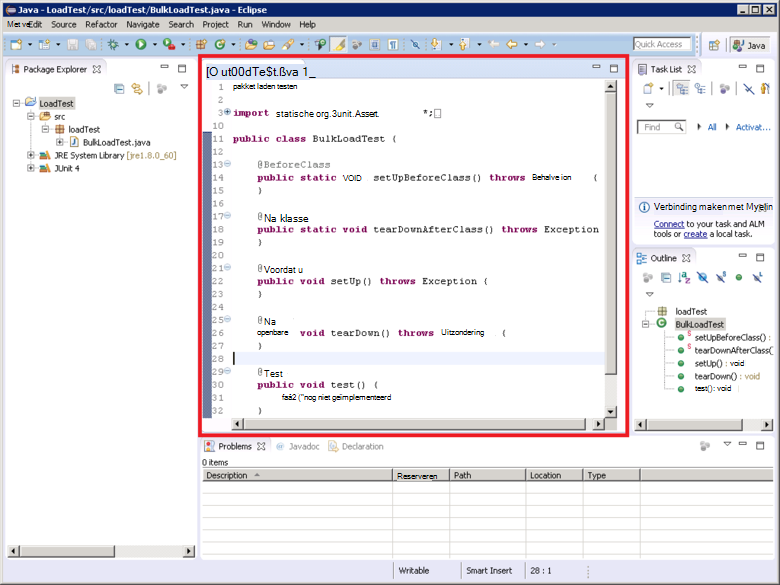 Java - LoadTest/src/loadTest/BulkLoadTest.java - Eclipse
Edit Source Refactor Navigate Search Project Run Window Help
Quick Access
Java
Package Explorer
LoadTest
src
loadTest
BulkLoadTest.java
JRE System Library [jre1.8.0_60]
JUnit 4
[O ut00dTe$t.ßva 1_
1 pakket laden testen
2
3 import statische org.3unit.Asset. *;
10
11 public class BulkLoadTest {
12
13 @BeforeClass
14 public static VOID setUpBeforeClass() throws Behalve ion (
15 )
16
17 @Na klasse
18 public static void tearDownAfterClass() throws Exception
19 )
20
21 @Voordat u
22 public void setUp() throws Exception (
23 )
24
25 @Na
26 openbare void tearDown() throws Uitzondering (
27 )
28
29 @Test
30 public void test() (
31 faä2 ("nog niet geïmplementeerd
32 )
Task List
Find All Activat...
Verbinding maken met
Connect to your task and ALM
tools or create a local task.
Outline
loadTest
BulkLoadTest
setUpBeforeClass() :
tearDownAfterClass()
setUp() : void
tearDown() : void
test(): void
Problems Javadoc Declaration
0 items
Description Reserveren Path Location Type
Writable Smart Insert 28 : 1